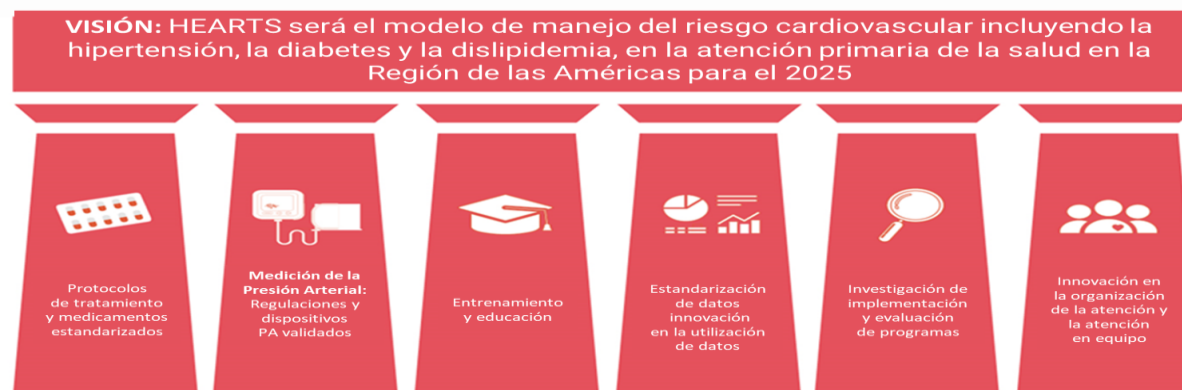 VISIÓN: HEARTS será el modelo de manejo del riesgo cardiovascular incluyendo la
hipertensión, la diabetes y la dislipidemia, en la atención primaria de la salud en la
Región de las Américas para el 2025
Protocolos
de tratamiento
y medicamentos
estandarizados
Medición de la
Presión Arterial:
Regulaciones y
dispositivos
PA validados
Entrenamiento
y educación
Estandarización
de datos
innovación
en la utilización
de datos
Investigación de
implementación
y evaluación
de programas
Innovación en
la organización
de la atención y
la atención
en equipo